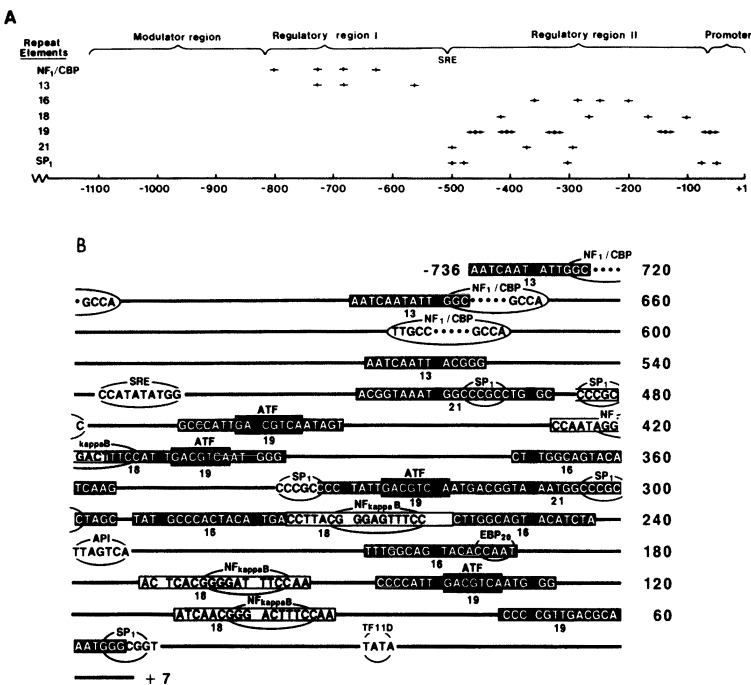 A
Repeat
Elements
Modulator region
Regulatory region I
Regulatory region II
Promoter
SRE
NF₁/CBP
13
16
18
19
21
SP₁
-1100 -1000 -900 -800 -700 -600 -500 -400 -300 -200 -100 +1
B
NF₁/CBP
-736 AATCAAT ATTGGC•••• 720
13
NF₁/CBP
•GCCA AATCAATATT GGC•••••GCCA 660
13
NF₁/CBP
TTGCC•••••GCCA 600
AATCAATT ACGGG 540
13
SRE SP₁ SP₁
CCATATATGG ACGGTAAAT GGCCCGCCTG GC CCCGC 480
21
ATF NF-
C GCCCATTGA CGTCAATAGT CCAATAGG 420
19
kappaB ATF
GACTTTCCATT TGACGTCAAT GGG CT TGGCAGTACA 360
18 19 16
SP₁ ATF SP₁
TCAAG CCCGCCCC TATTGACGTC AATGACGGTA AATGGCCCGC 300
19 21
NFkappaB
CTAGC TAT GCCCACTACA TGACCTTACG GGAGTTTCC CTTGGCAGT ACATCTA 240
16 18 16
API EBP₂₀
TTAGTCA TTTGGCAG TACACCAAT 180
16
NFkappaB ATF
AC TCACGGGGAT TTCCAA CCCCATT GACGTCAATG GG 120
18 19
NFkappaB
ATCAACGGG ACTTTCCAA CCC CGTTGACGCA 60
18 19
SP₁ TF11D
AATGGGCGGT TATA
+ 7